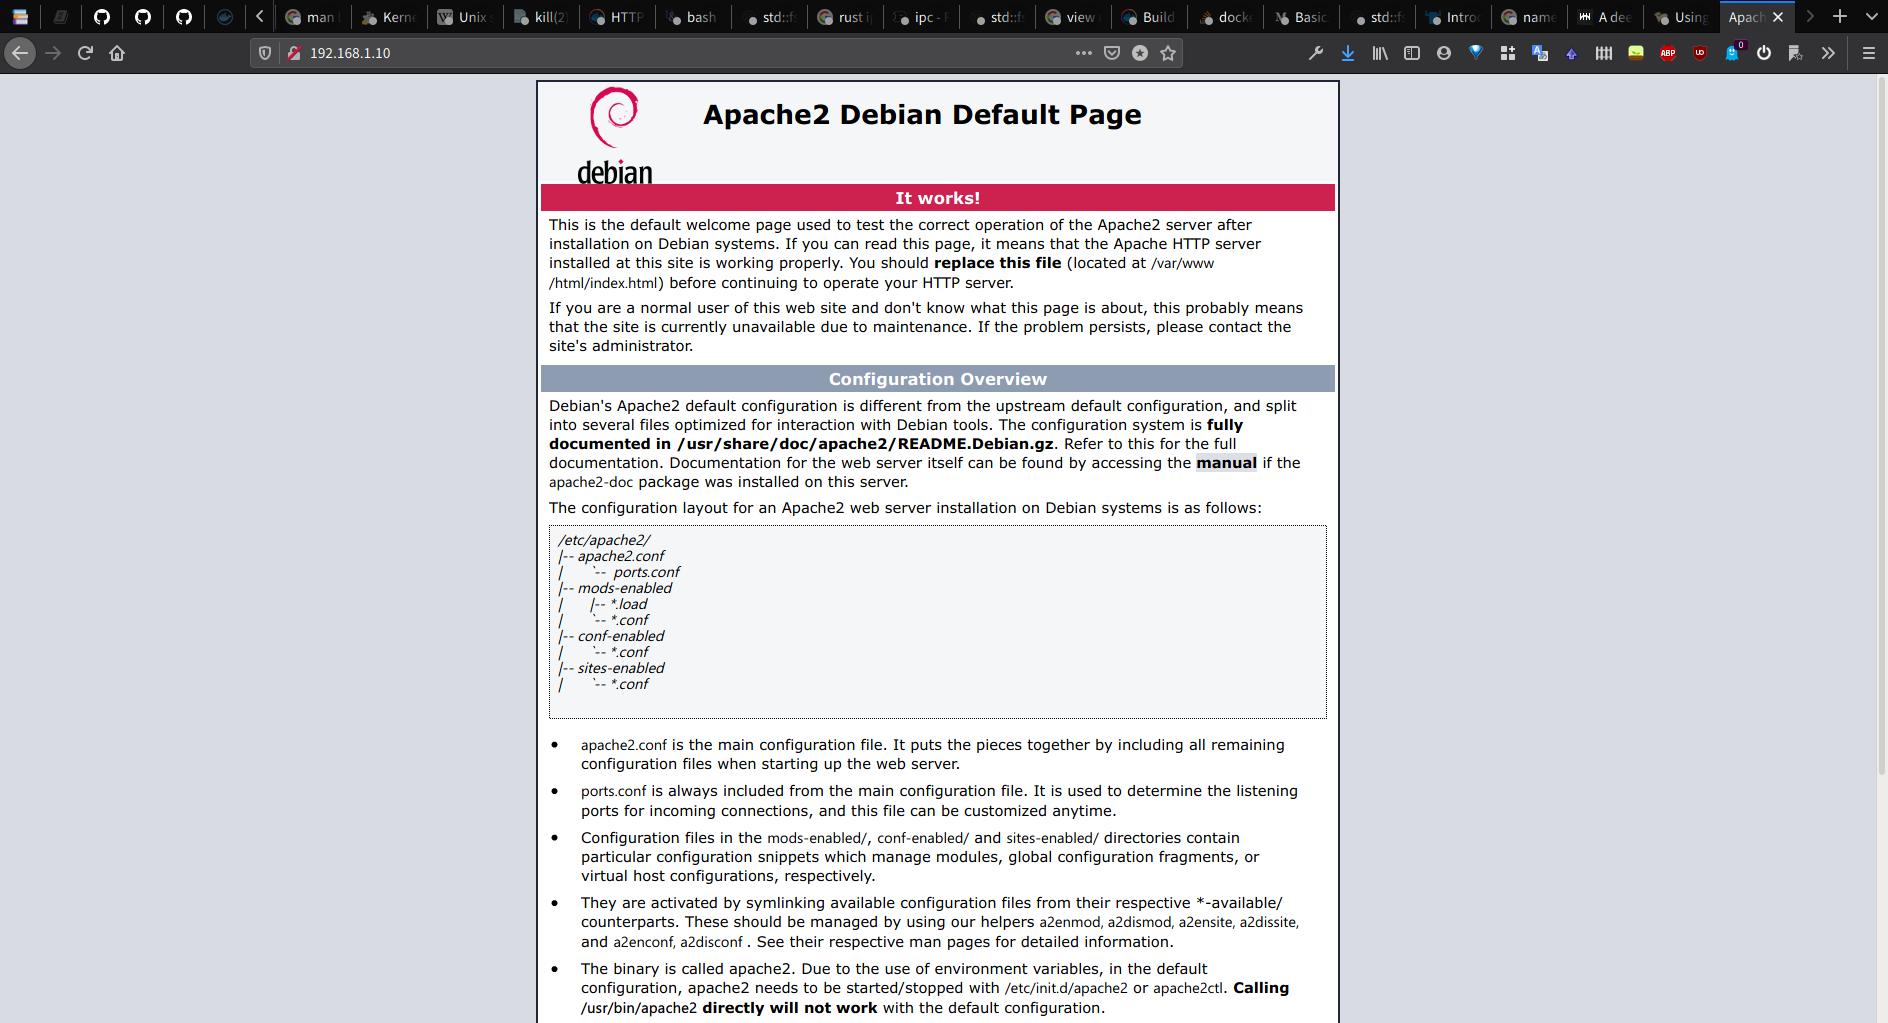 man
Kerne
Unix
kill(2)
HTTP
bash
std::fs
rust i
ipc - R
std::fs
view
Build
docke
Basic
std::fs
Introd
name
A dee
Using
Apach
192.168.1.10
ABP
UD
0
debian
Apache2 Debian Default Page
It works!
This is the default welcome page used to test the correct operation of the Apache2 server after
installation on Debian systems. If you can read this page, it means that the Apache HTTP server
installed at this site is working properly. You should replace this file (located at /var/www
/html/index.html) before continuing to operate your HTTP server.
If you are a normal user of this web site and don't know what this page is about, this probably means
that the site is currently unavailable due to maintenance. If the problem persists, please contact the
site's administrator.
Configuration Overview
Debian's Apache2 default configuration is different from the upstream default configuration, and split
into several files optimized for interaction with Debian tools. The configuration system is fully
documented in /usr/share/doc/apache2/README.Debian.gz. Refer to this for the full
documentation. Documentation for the web server itself can be found by accessing the manual if the
apache2-doc package was installed on this server.
The configuration layout for an Apache2 web server installation on Debian systems is as follows:
/etc/apache2/
|-- apache2.conf
|       `--  ports.conf
|-- mods-enabled
|       |-- *.load
|       `-- *.conf
|-- conf-enabled
|       `-- *.conf
|-- sites-enabled
|       `-- *.conf
• apache2.conf is the main configuration file. It puts the pieces together by including all remaining
configuration files when starting up the web server.
• ports.conf is always included from the main configuration file. It is used to determine the listening
ports for incoming connections, and this file can be customized anytime.
• Configuration files in the mods-enabled/, conf-enabled/ and sites-enabled/ directories contain
particular configuration snippets which manage modules, global configuration fragments, or
virtual host configurations, respectively.
• They are activated by symlinking available configuration files from their respective *-available/
counterparts. These should be managed by using our helpers a2enmod, a2dismod, a2ensite, a2dissite,
and a2enconf, a2disconf . See their respective man pages for detailed information.
• The binary is called apache2. Due to the use of environment variables, in the default
configuration, apache2 needs to be started/stopped with /etc/init.d/apache2 or apache2ctl. Calling
/usr/bin/apache2 directly will not work with the default configuration.